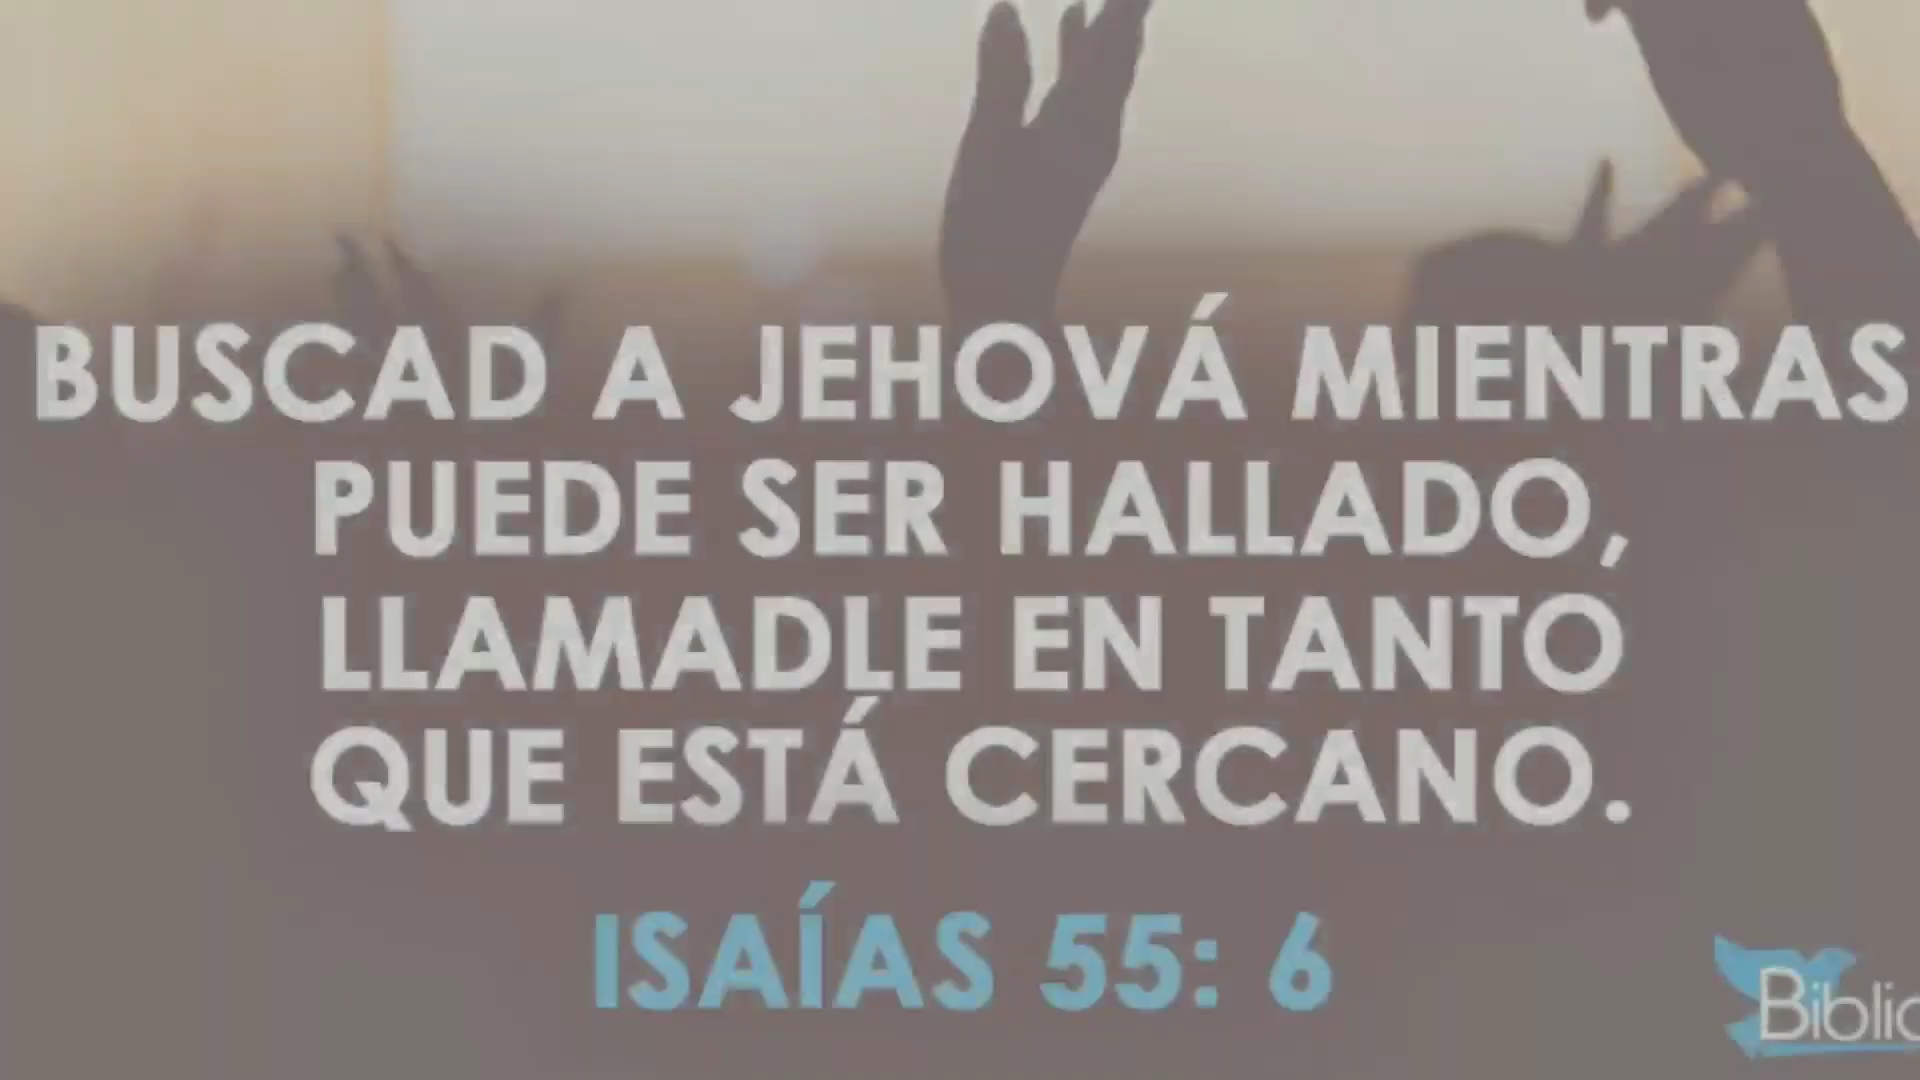 BUSCAD A JEHOVÁ MIENTRAS
PUEDE SER HALLADO,
LLAMADLE EN TANTO
QUE ESTÁ CERCANO.
ISAÍAS 55: 6